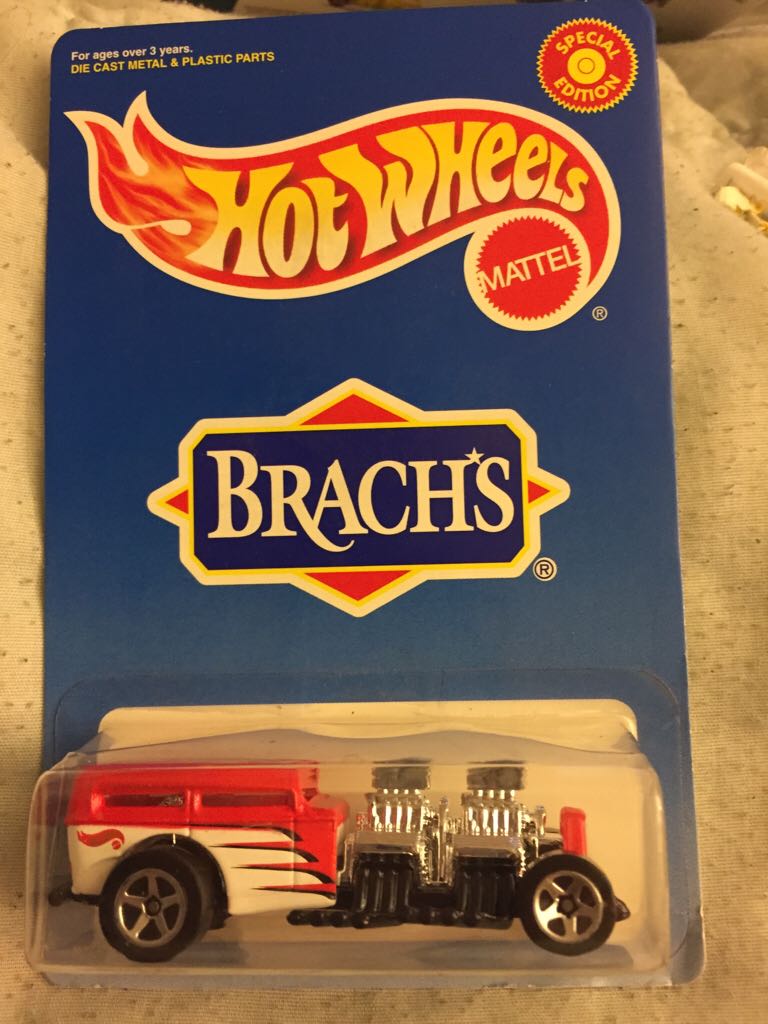 For ages over 3 years.
DIE CAST METAL & PLASTIC PARTS
SPECIAL
EDITION
HOT WHEELS
MATTEL
®
BRACH'S
®